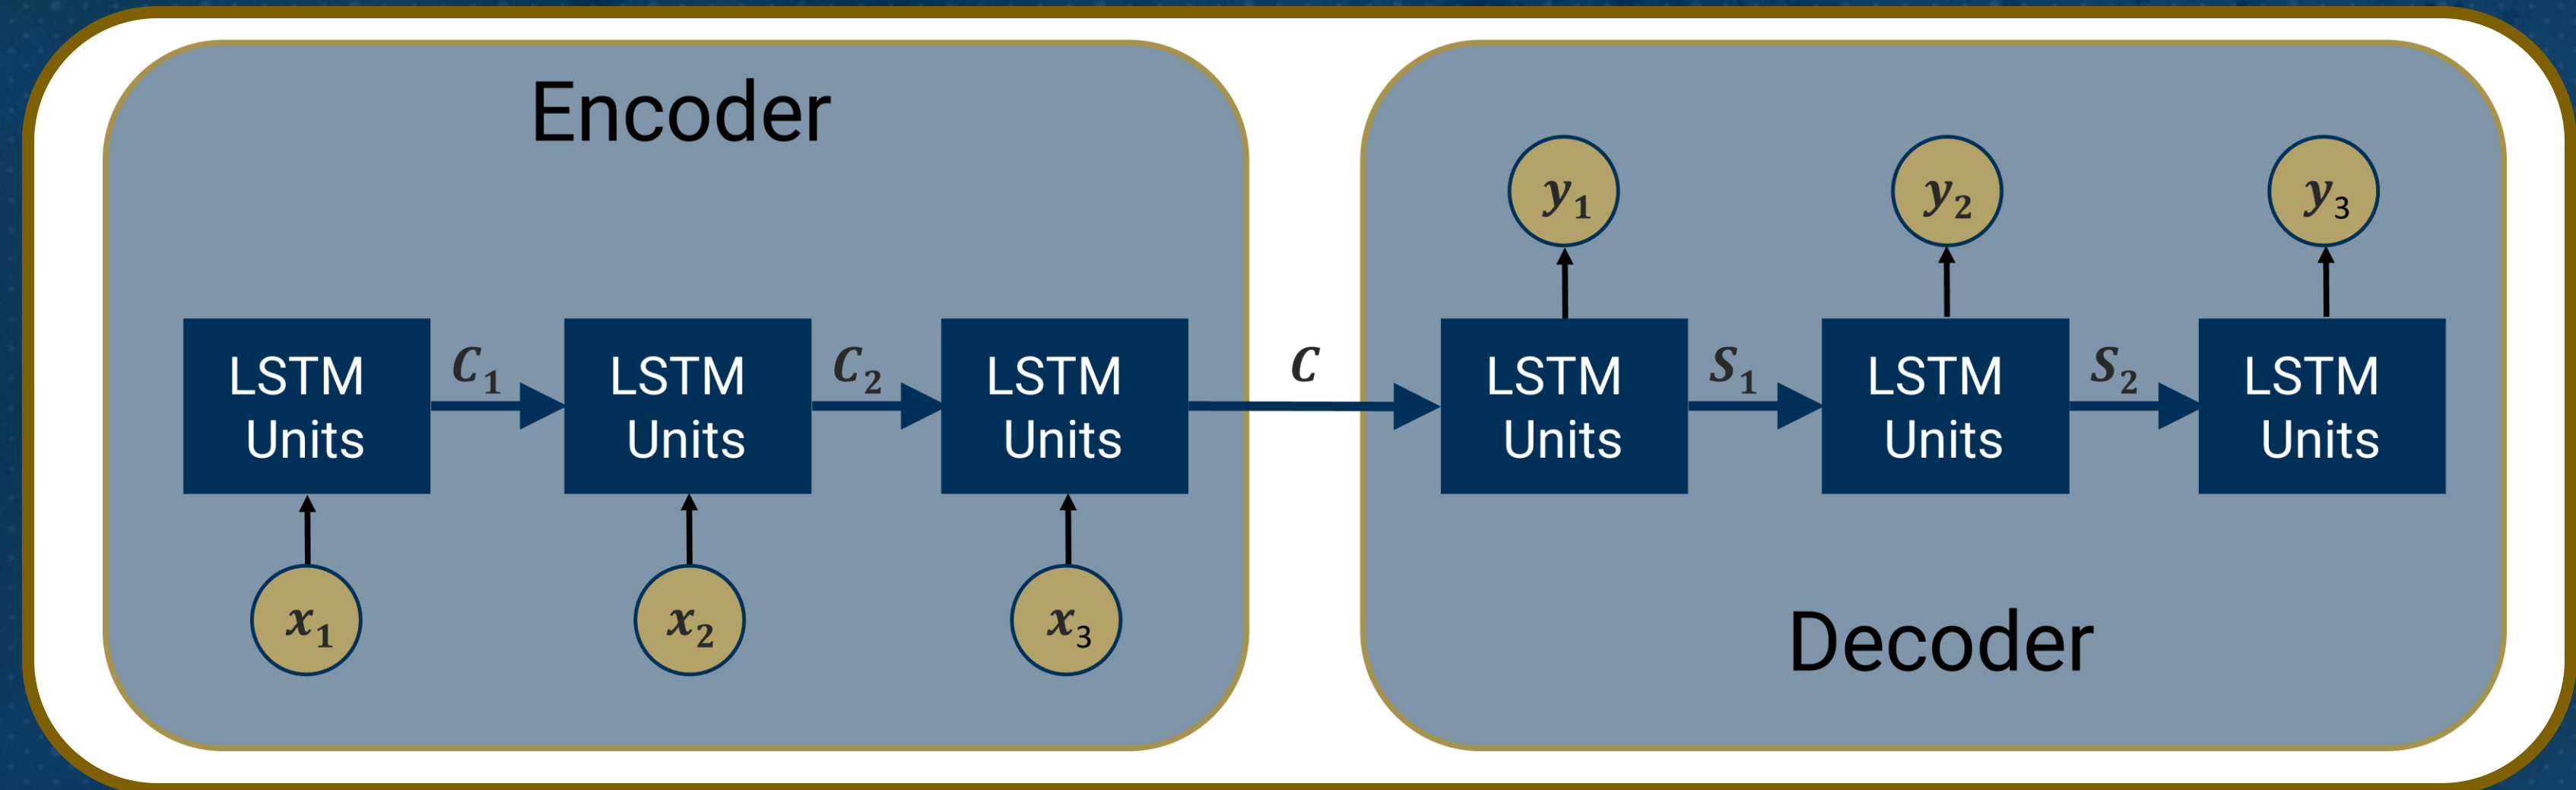 Encoder
LSTM
Units
C₁
LSTM
Units
C₂
LSTM
Units
x₁
x₂
x₃
C
y₁
y₂
y₃
LSTM
Units
S₁
LSTM
Units
S₂
LSTM
Units
Decoder